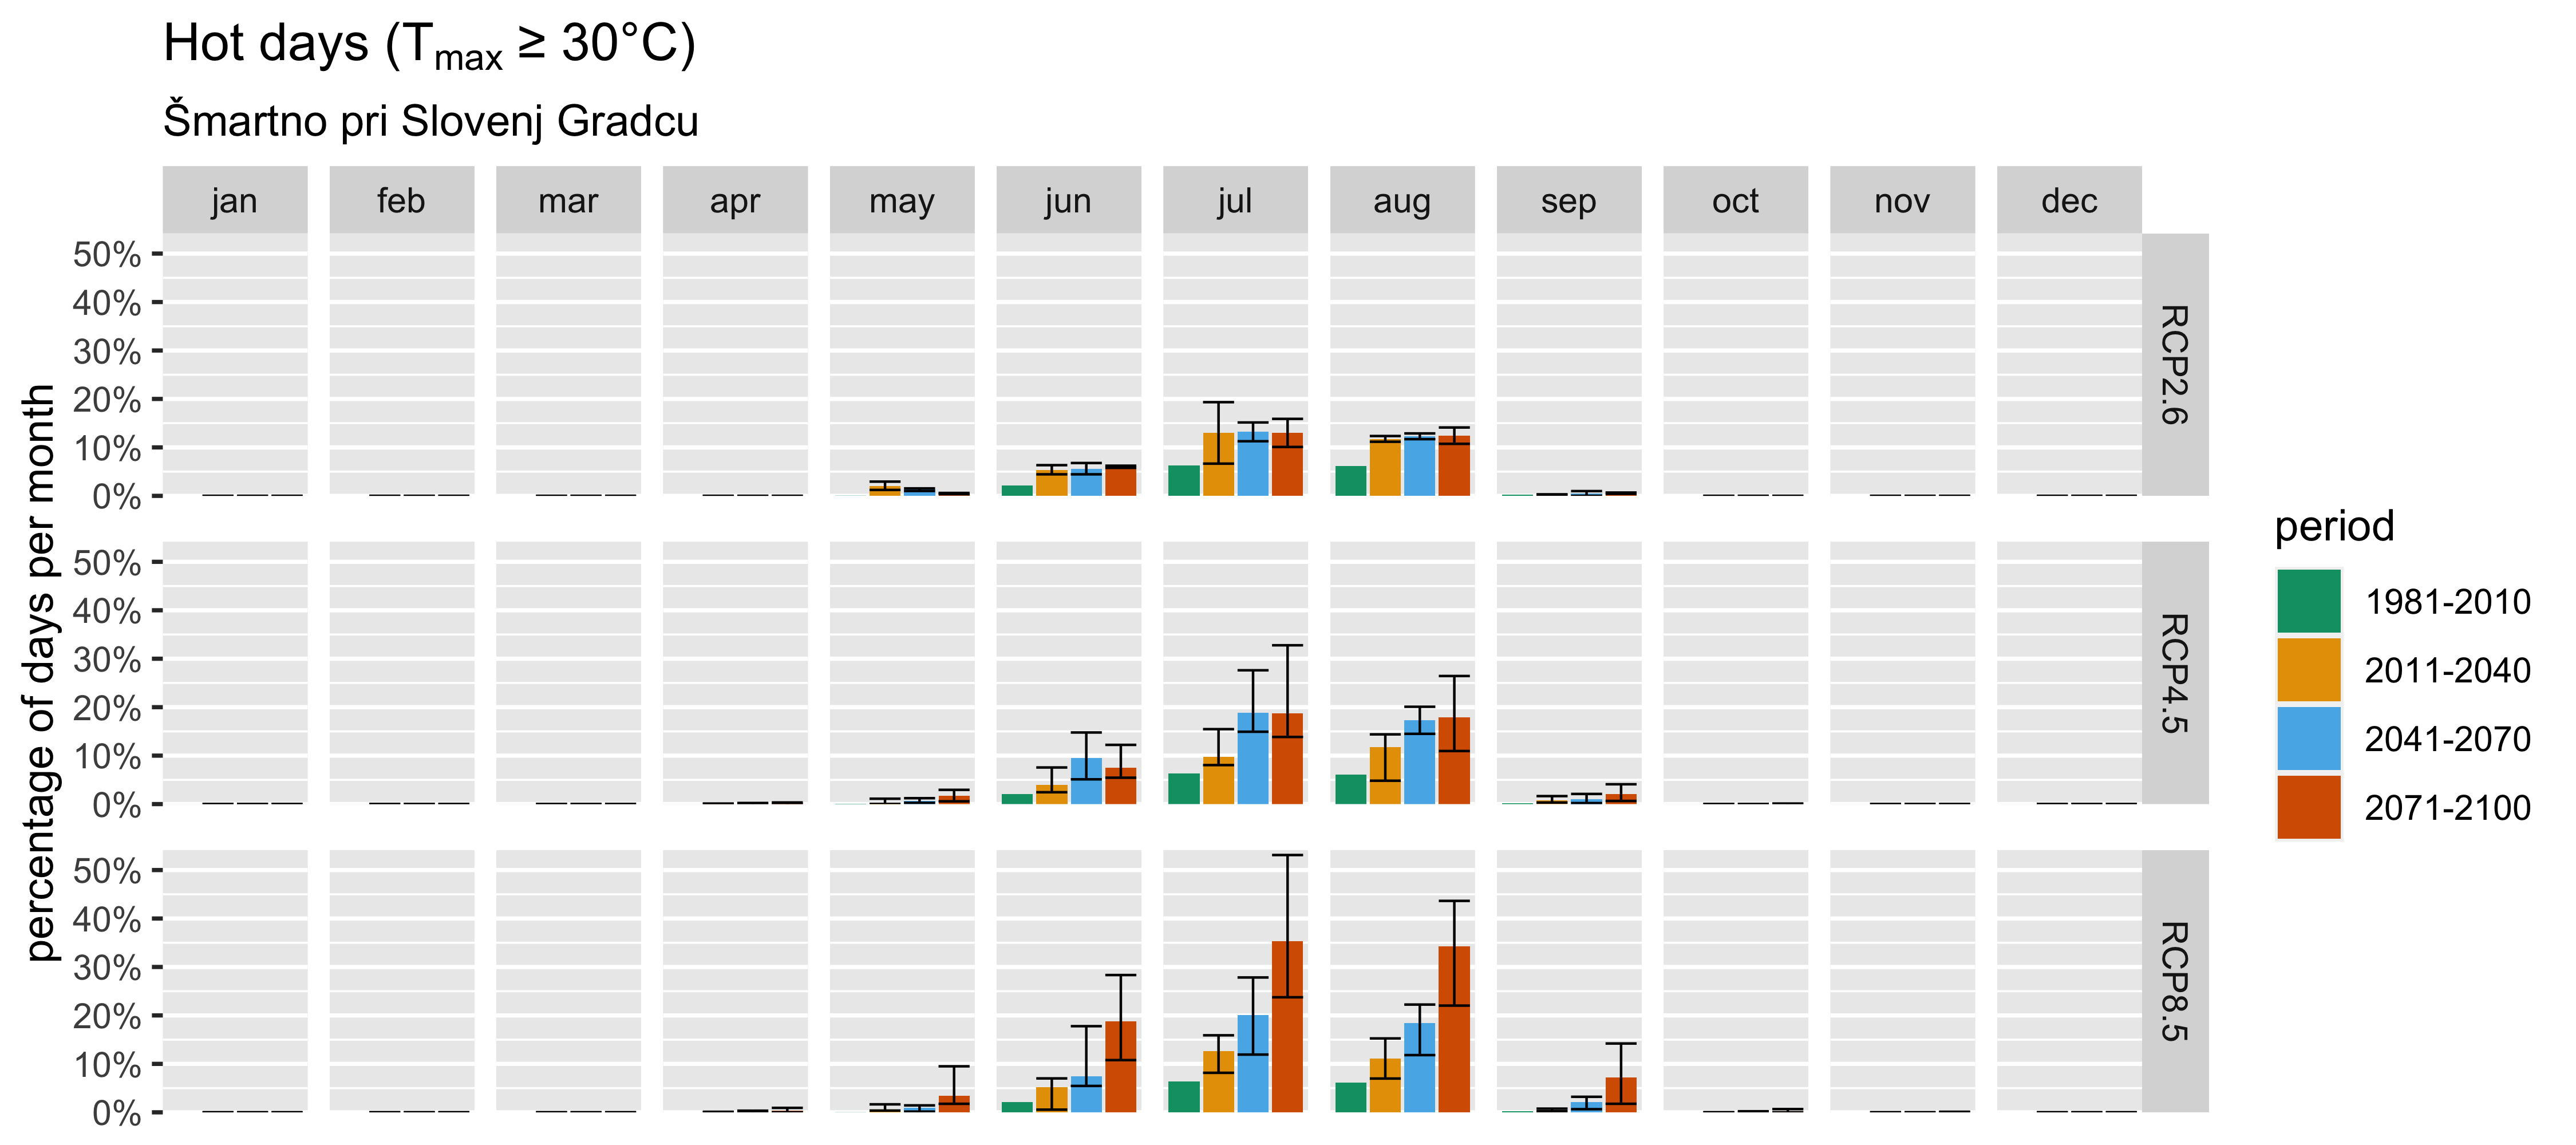 Hot days (Tmax ≥ 30°C)
Šmartno pri Slovenj Gradcu
jan feb mar apr may jun jul aug sep oct nov dec
percentage of days per month
50%
40%
30%
20%
10%
0%
RCP2.6
50%
40%
30%
20%
10%
0%
RCP4.5
50%
40%
30%
20%
10%
0%
RCP8.5
period
1981-2010
2011-2040
2041-2070
2071-2100